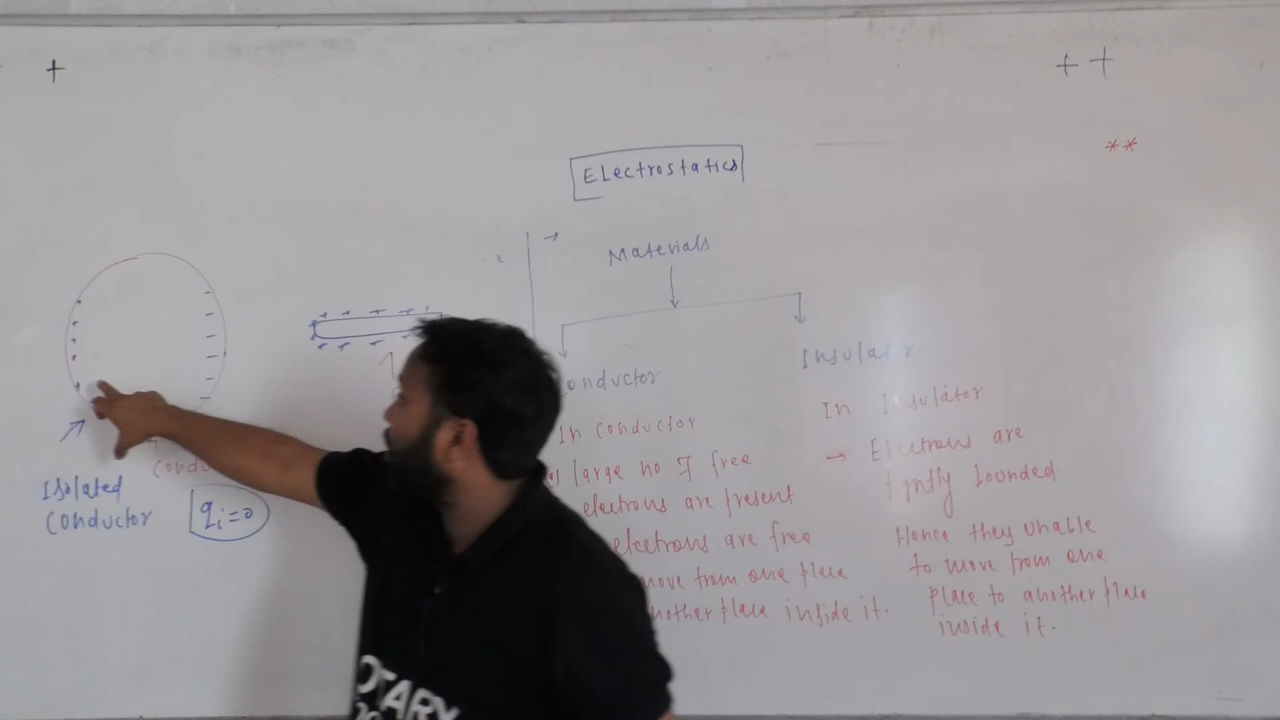 +
+ +
**
Electrostatics
Materials
Conductor
Insulator
In conductor
a) large no of free
electrons are present
electrons are free
move from one place
another place inside it.
In Insulator
→ Electrons are
tightly bounded
Hence they unable
to move from one
place to another place
inside it.
Isolated
conductor
qi=0
OTARY